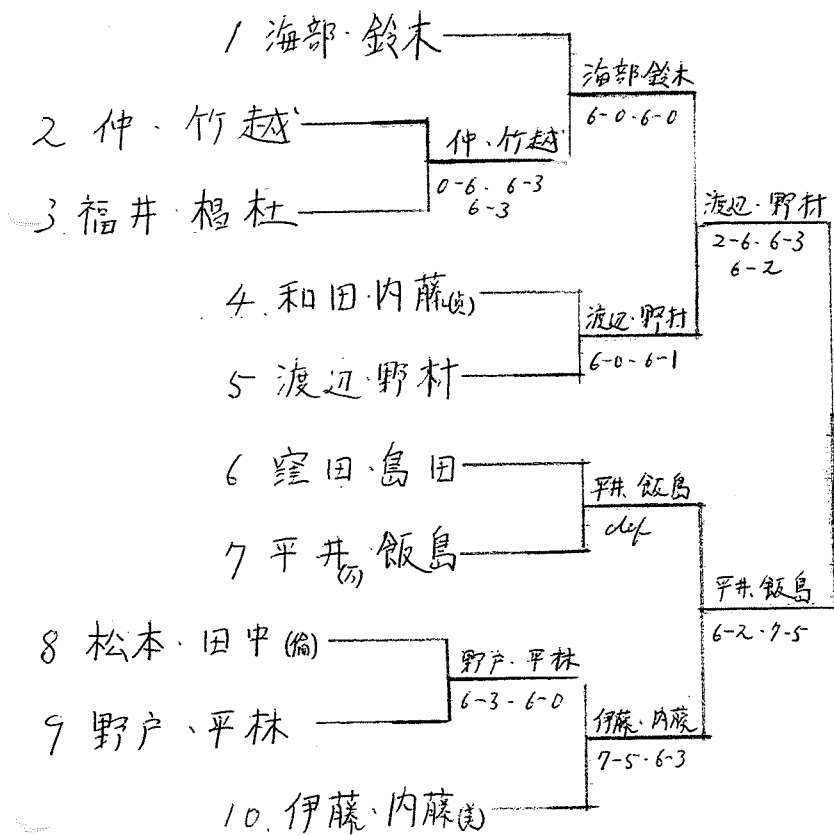 1 海部・鈴木
海部 鈴木
6-0・6-0
2 仲・竹越
仲・竹越
0-6・6-3
6-3
3 福井・椙杜
渡辺・野村
2-6・6-3
6-2
4. 和田・内藤
渡辺・野村
6-0-6-1
5 渡辺・野村
6 窪田・島田
平井 飯島
def
7 平井(万) 飯島
平井 飯島
6-2・7-5
8 松本・田中
野戸・平林
6-3-6-0
9 野戸・平林
伊藤・内藤
7-5・6-3
10. 伊藤・内藤(美)